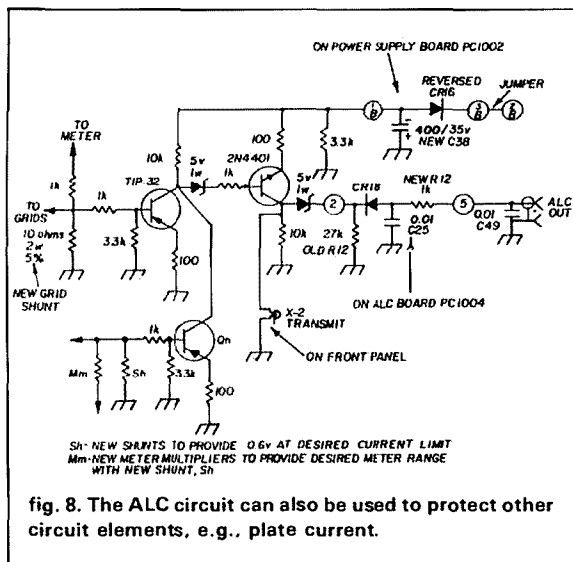 ON POWER SUPPLY BOARD PC1002
REVERSED
CR16
JUMPER
1 B
3 B
2 B
400/35v
NEW C38
TO
METER
1k
10k
5v
1w
2N4401
1k
100
3.3k
TIP-32
TO
GRIDS
10 ohms
2w
5%
NEW GRID
SHUNT
1k
3.3k
100
5v
1w
2
10k
27k
OLD R12
CR18
0.01
C25
NEW R12
1k
5
0.01
C49
ALC
OUT
ON ALC BOARD PC1004
X-2
TRANSMIT
ON FRONT PANEL
1k
Qn
Mm
Sh
3.3k
100
Sh- NEW SHUNTS TO PROVIDE 0.6v AT DESIRED CURRENT LIMIT
Mm-NEW METER MULTIPLIERS TO PROVIDE DESIRED METER RANGE
WITH NEW SHUNT, Sh
fig. 8. The ALC circuit can also be used to protect other
circuit elements, e.g., plate current.